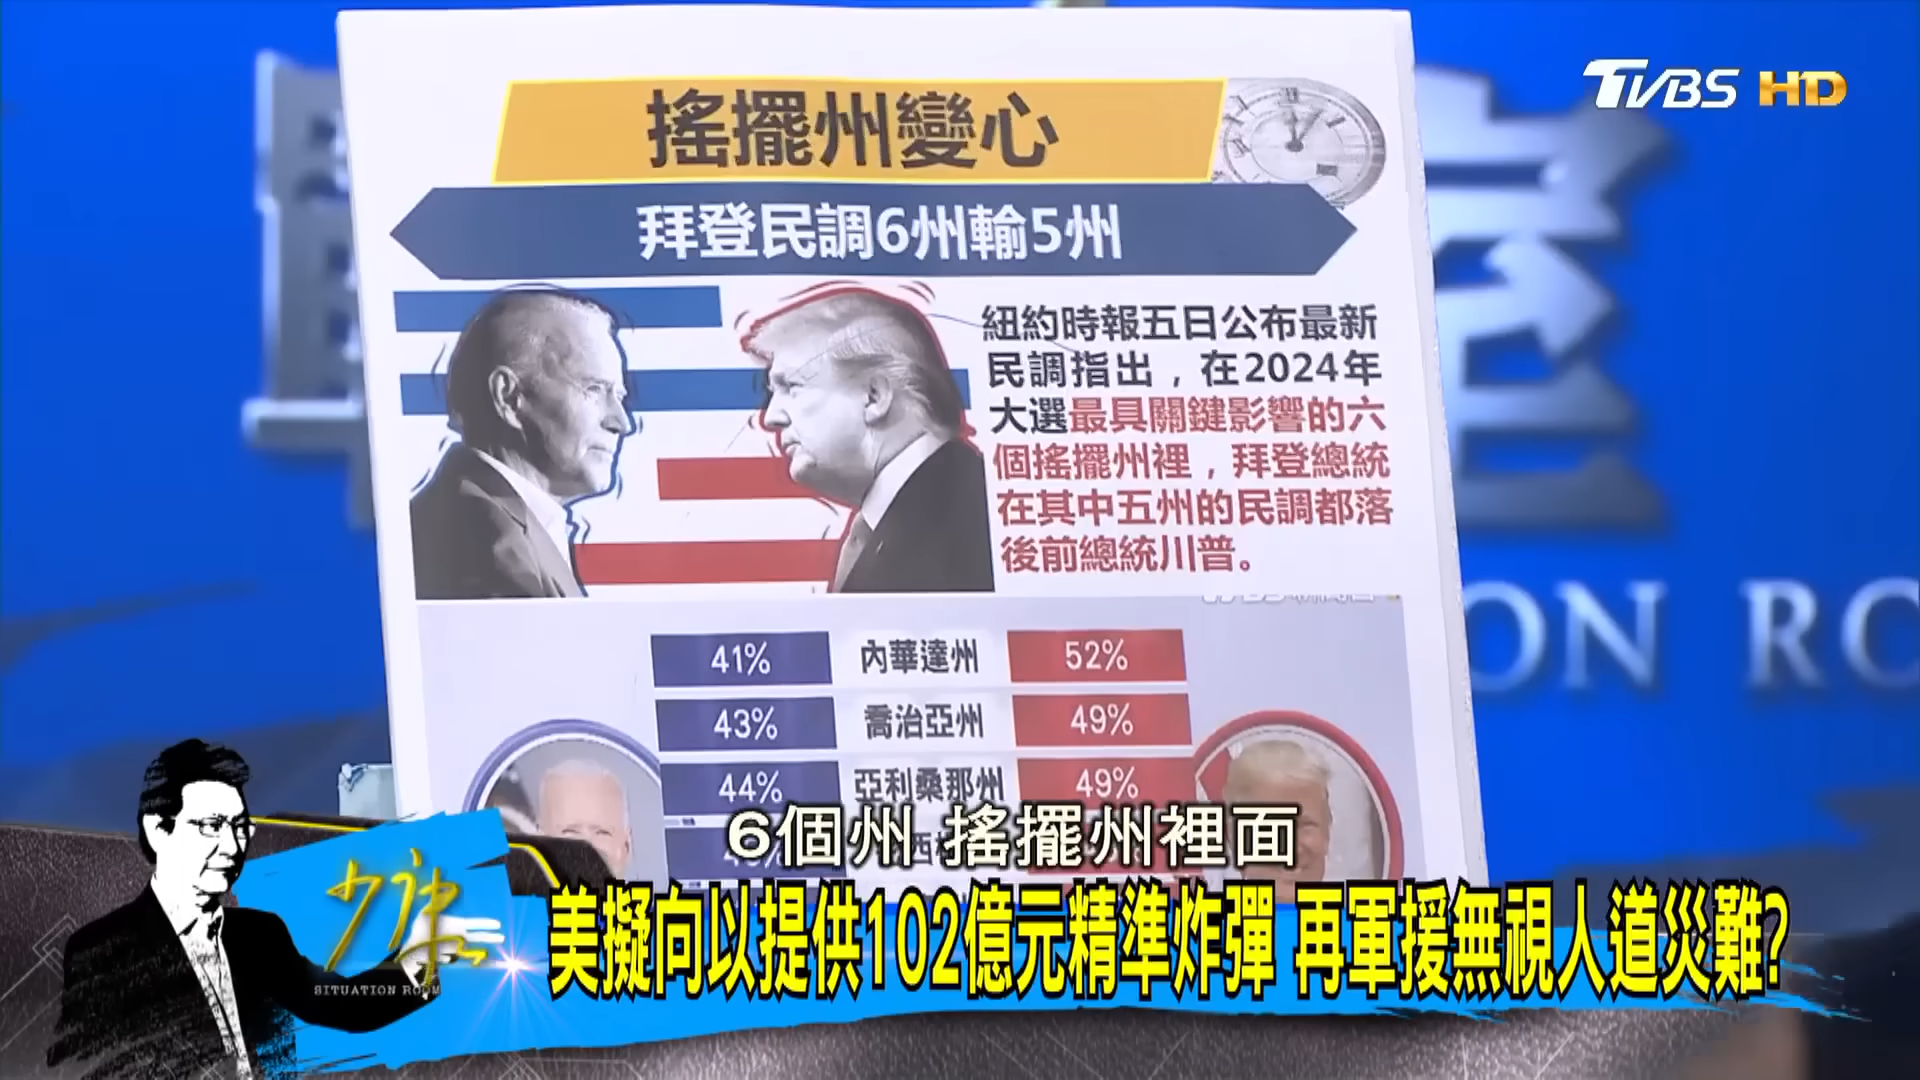 TVBS HD
搖擺州變心
拜登民調6州輸5州
紐約時報五日公布最新
民調指出，在2024年
大選最具關鍵影響的六
個搖擺州裡，拜登總統
在其中五州的民調都落
後前總統川普。
ON RO
41% 內華達州 52%
43% 喬治亞州 49%
44% 亞利桑那州 49%
6個州 搖擺州裡面
少康
SITUATION ROOM
美擬向以提供102億元精準炸彈 再軍援無視人道災難?